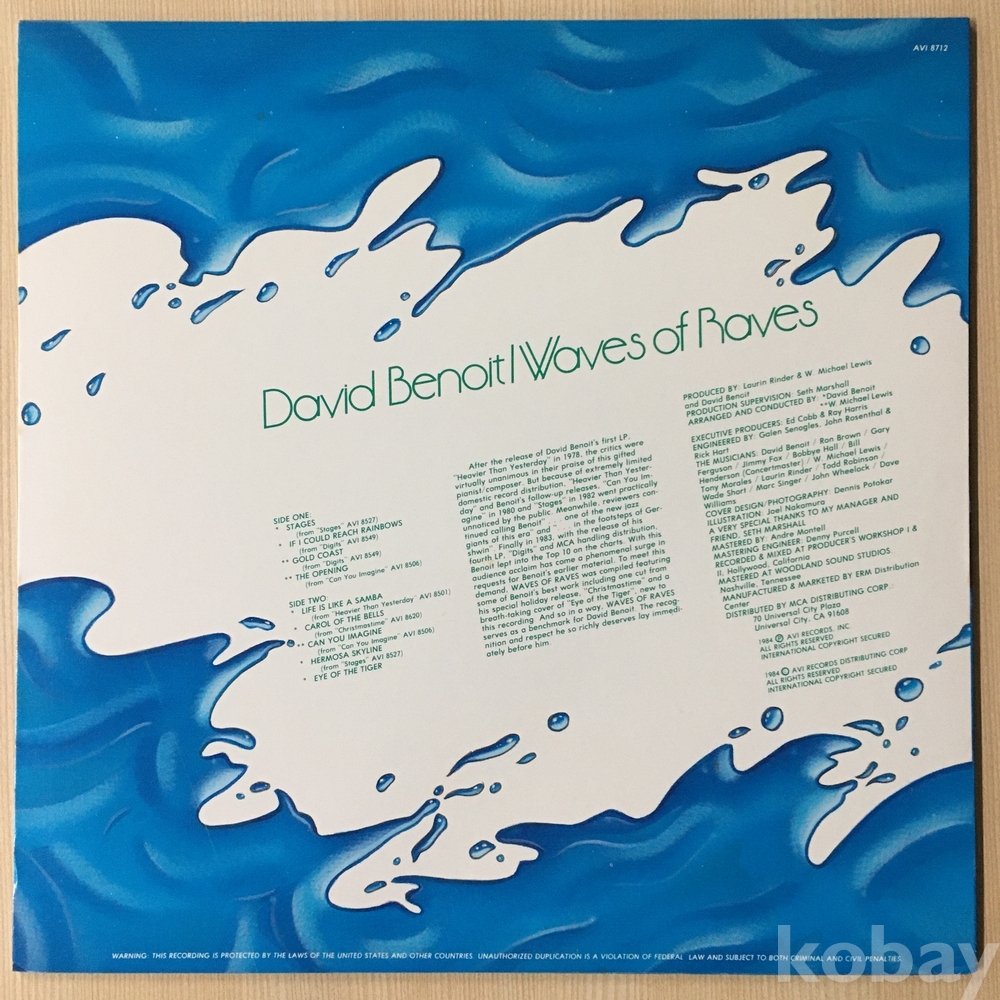 AVI 8712
David Benoit/Waves of Raves
SIDE ONE:
* STAGES
(from "Stages" AVI 8527)
* IF I COULD REACH RAINBOWS
(from "Digits" AVI 8549)
** GOLD COAST
(from "Digits" AVI 8549)
** THE OPENING
(from "Can You Imagine" AVI 8506)
SIDE TWO
* LIFE IS LIKE A SAMBA
(from "Heavier Than Yesterday" AVI 8501)
* CAROL OF THE BELLS
(from "Christmastime" AVI 8620)
** CAN YOU IMAGINE
(from "Can You Imagine" AVI 8506)
* HERMOSA SKYLINE
(from "Stages" AVI 8527)
* EYE OF THE TIGER
After the release of David Benoit's first LP,
"Heavier Than Yesterday" in 1978, the critics were
virtually unanimous in their praise of this gifted
pianist/composer. But because of extremely limited
domestic record distribution, "Heavier Than Yester-
day" and Benoit's follow-up releases, "Can You Im-
agine" in 1980 and "Stages" in 1982 went practically
unnoticed by the public. Meanwhile, reviewers con-
tinued calling Benoit" . . . one of the new jazz
giants of this era" . . . in the footsteps of Ger-
shwin". Finally in 1983, with the release of his
fourth LP, "Digits" and MCA handling distribution,
Benoit lept into the Top 10 on the charts. With this
audience acclaim has come a phenomenal surge in
requests for Benoit's earlier material. To meet this
demand, WAVES OF RAVES was compiled featuring
some of Benoit's best work including one cut from
his special holiday release, "Christmastime" and a
breath-taking cover of "Eye of the Tiger", new to
this recording. And so in a way, WAVES OF RAVES
serves as a benchmark for David Benoit. The recog-
nition and respect he so richly deserves lay immedi-
ately before him.
PRODUCED BY: Laurin Rinder & W. Michael Lewis
and David Benoit
PRODUCTION SUPERVISION: Seth Marshall
ARRANGED AND CONDUCTED BY: *David Benoit
**W. Michael Lewis
EXECUTIVE PRODUCERS: Ed Cobb & Ray Harris
ENGINEERED BY: Galen Senogles, John Rosenthal &
Rick Hart
THE MUSICIANS: David Benoit / Ron Brown / Gary
Ferguson / Jimmy Fox / Bobbye Hall / Bill
Henderson (Concertmaster) / W. Michael Lewis /
Tony Morales / Laurin Rinder / Todd Robinson /
Wade Short / Marc Singer / John Wheelock / Dave
Williams
COVER DESIGN/PHOTOGRAPHY: Dennis Potokar
ILLUSTRATION: Joel Nakamura
A VERY SPECIAL THANKS TO MY MANAGER AND
FRIEND, SETH MARSHALL
MASTERED BY: Andre Montell
MASTERING ENGINEER: Denny Purcell
RECORDED & MIXED AT PRODUCER'S WORKSHOP I &
II, Hollywood, California
MASTERED AT WOODLAND SOUND STUDIOS,
Nashville, Tennessee
MANUFACTURED & MARKETED BY ERM Distribution
Center
DISTRIBUTED BY MCA DISTRIBUTING CORP.
70 Universal City Plaza
Universal City, CA 91608
1984 ℗ AVI RECORDS, INC.
ALL RIGHTS RESERVED
INTERNATIONAL COPYRIGHT SECURED
1984 © AVI RECORDS DISTRIBUTING CORP
ALL RIGHTS RESERVED
INTERNATIONAL COPYRIGHT SECURED
WARNING: THIS RECORDING IS PROTECTED BY THE LAWS OF THE UNITED STATES AND OTHER COUNTRIES. UNAUTHORIZED DUPLICATION IS A VIOLATION OF FEDERAL LAW AND SUBJECT TO BOTH CRIMINAL AND CIVIL PENALTIES.
kobay